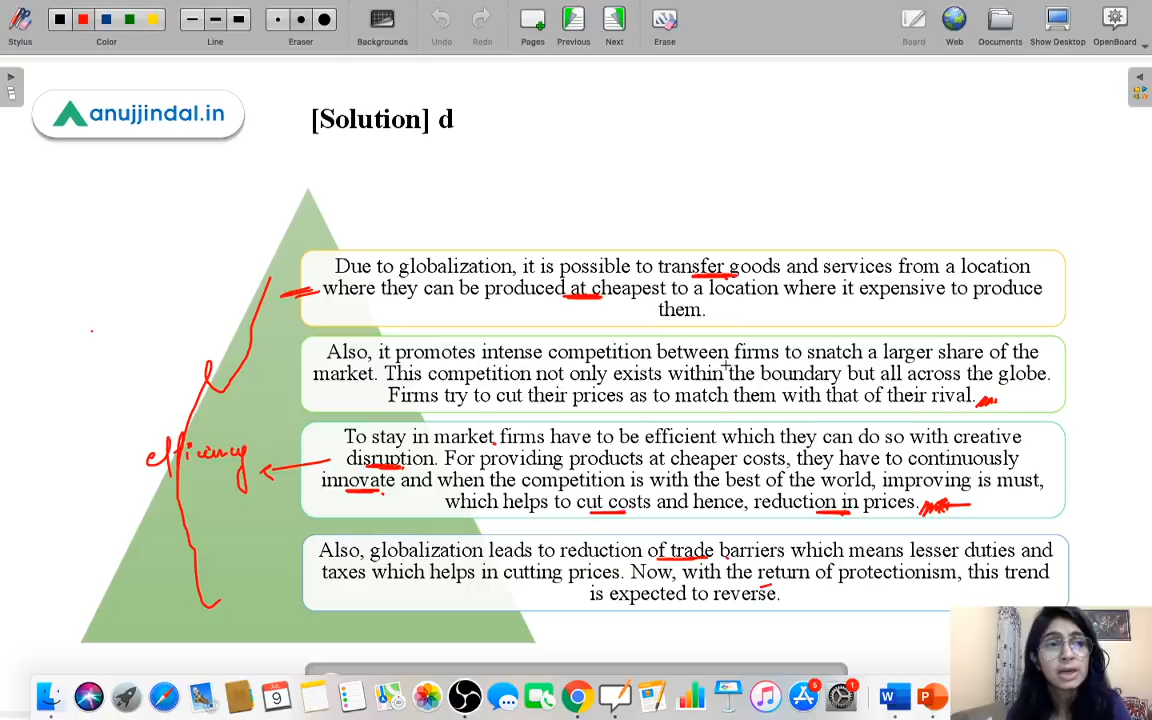 Stylus
Color
Line
Eraser
Backgrounds
Undo
Redo
Pages
Previous
Next
Erase
Board
Web
Documents
Show Desktop
OpenBoard
anujjindal.in
[Solution] d
Due to globalization, it is possible to transfer goods and services from a location
where they can be produced at cheapest to a location where it expensive to produce
them.
Also, it promotes intense competition between firms to snatch a larger share of the
market. This competition not only exists within the boundary but all across the globe.
Firms try to cut their prices as to match them with that of their rival.
efficiency
To stay in market firms have to be efficient which they can do so with creative
disruption. For providing products at cheaper costs, they have to continuously
innovate and when the competition is with the best of the world, improving is must,
which helps to cut costs and hence, reduction in prices.
Also, globalization leads to reduction of trade barriers which means lesser duties and
taxes which helps in cutting prices. Now, with the return of protectionism, this trend
is expected to reverse.
9
5
1
W
P